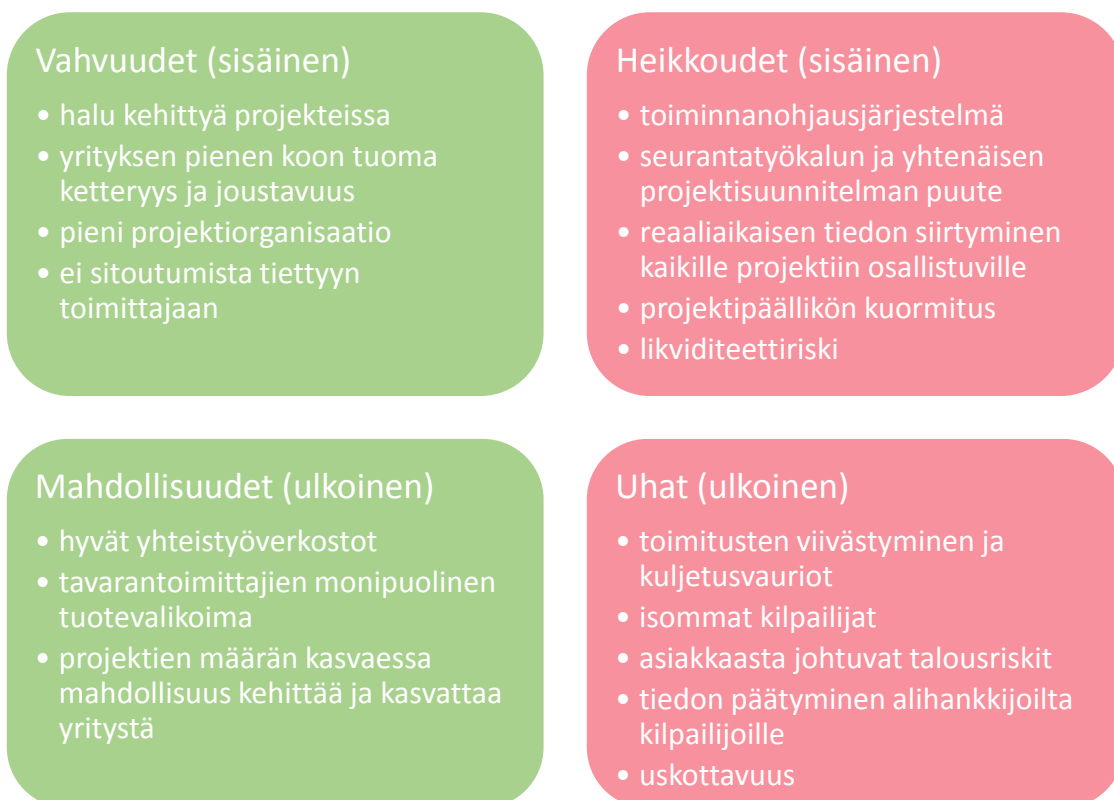 Vahvuudet (sisäinen)
• halu kehittyä projekteissa
• yrityksen pienen koon tuoma
ketteryys ja joustavuus
• pieni projektiorganisaatio
• ei sitoutumista tiettyyn
toimittajaan
Heikkoudet (sisäinen)
• toiminnanohjausjärjestelmä
• seurantatyökalun ja yhtenäisen
projektisuunnitelman puute
• reaaliaikaisen tiedon siirtyminen
kaikille projektiin osallistuville
• projektipäällikön kuormitus
• likviditeettiriski
Mahdollisuudet (ulkoinen)
• hyvät yhteistyöverkostot
• tavarantoimittajien monipuolinen
tuotevalikoima
• projektien määrän kasvaessa
mahdollisuus kehittää ja kasvattaa
yritystä
Uhat (ulkoinen)
• toimitusten viivästyminen ja
kuljetusvauriot
• isommat kilpailijat
• asiakkaasta johtuvat talousriskit
• tiedon päätyminen alihankkijoilta
kilpailijoille
• uskottavuus